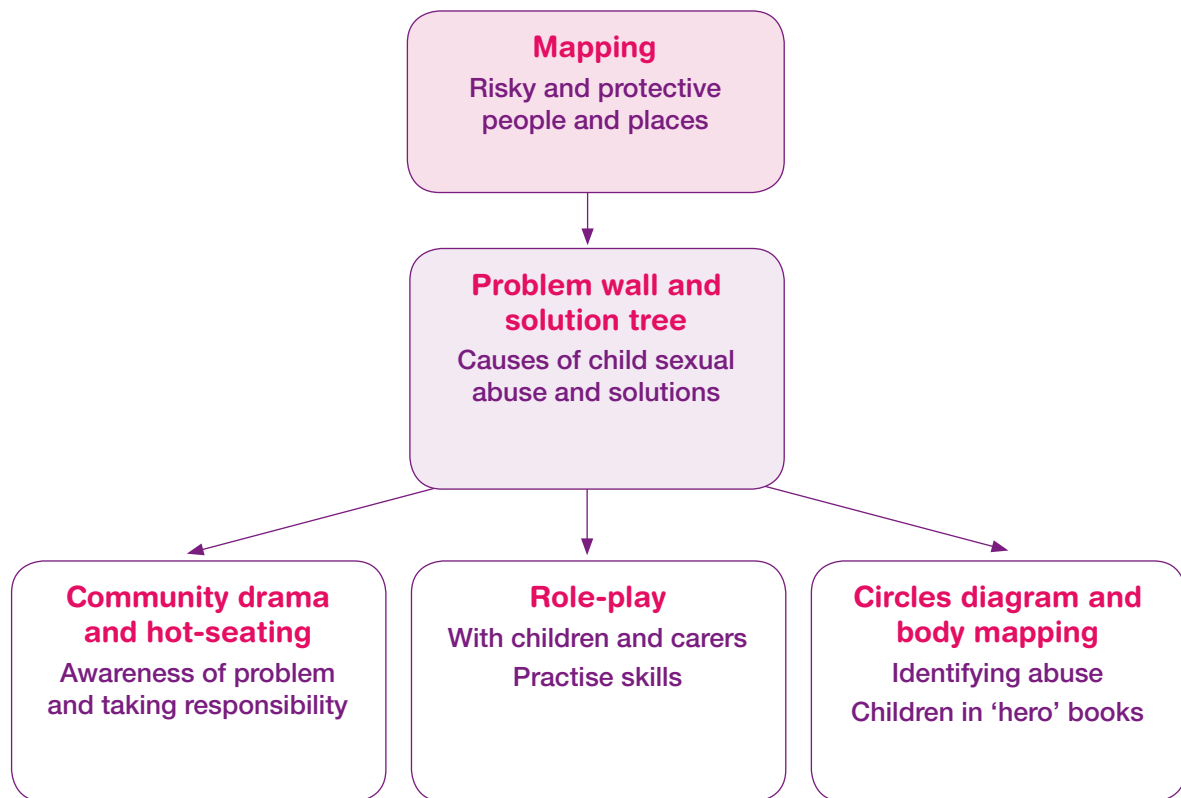 Mapping
Risky and protective
people and places
Problem wall and
solution tree
Causes of child sexual
abuse and solutions
Community drama
and hot-seating
Awareness of problem
and taking responsibility
Role-play
With children and carers
Practise skills
Circles diagram and
body mapping
Identifying abuse
Children in ‘hero’ books